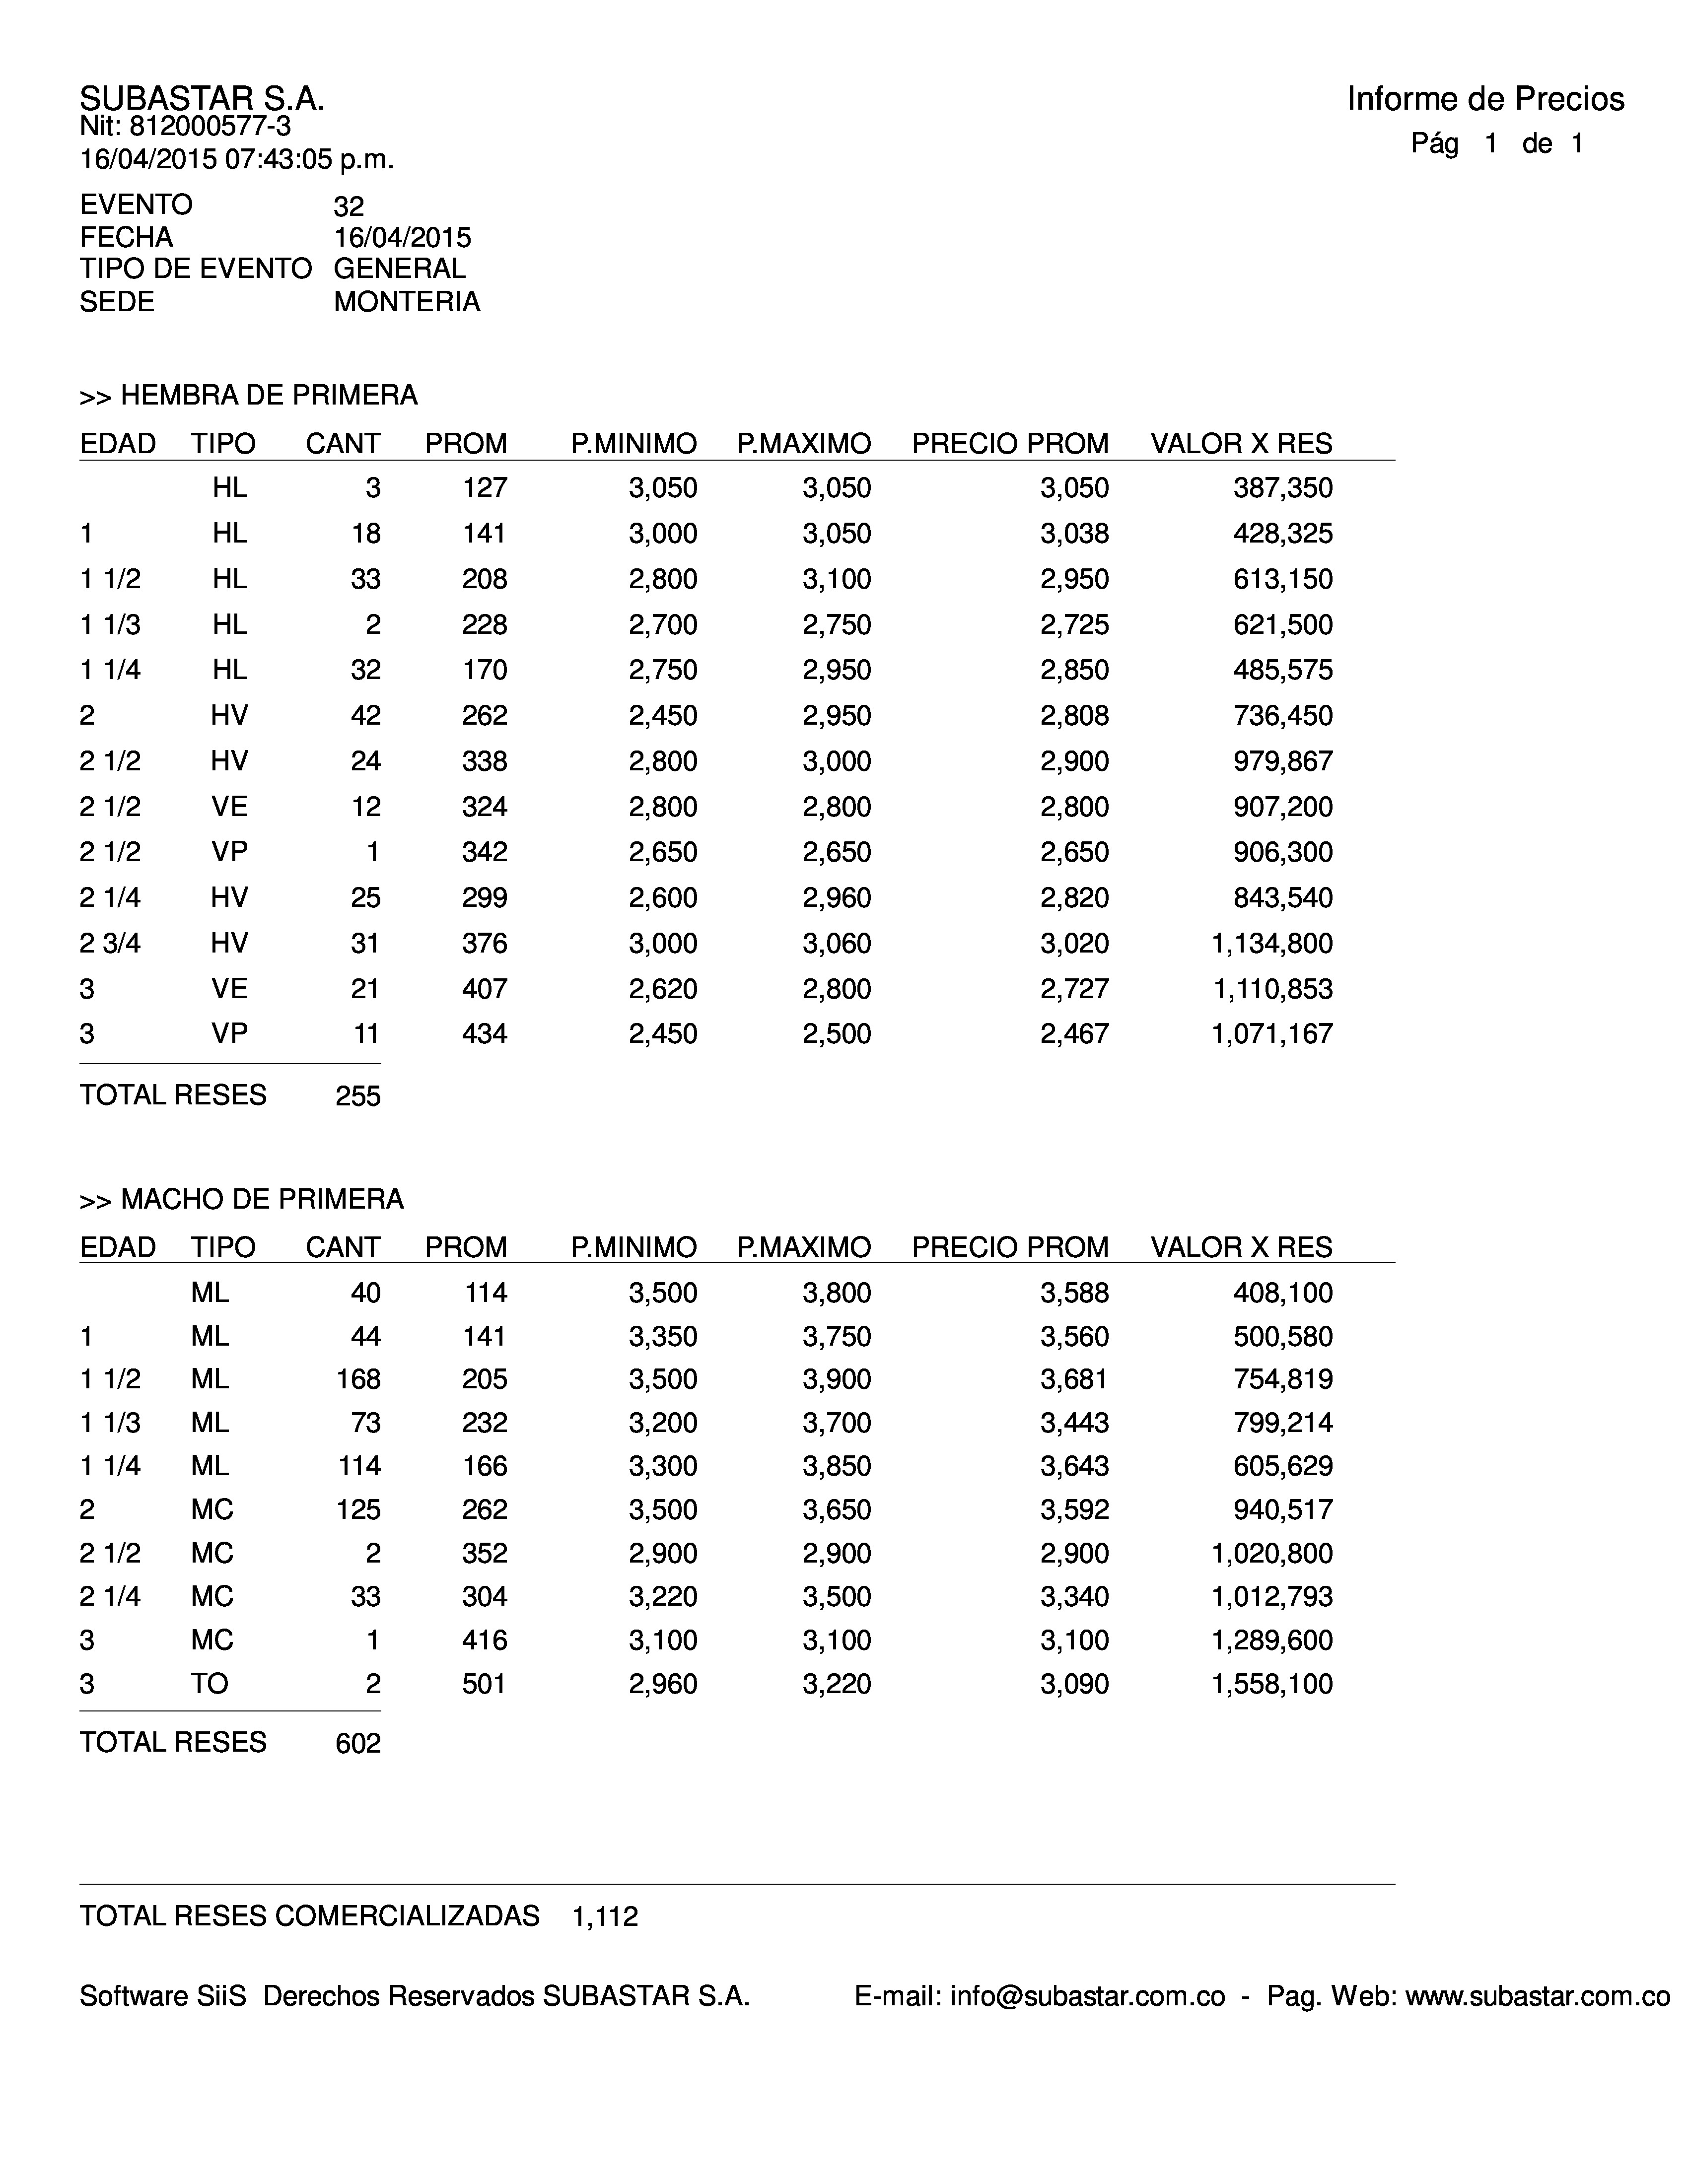 SUBASTAR S.A.
Informe de Precios
Nit: 812000577-3
Pág 1 de 1
16/04/2015 07:43:05 p.m.
EVENTO 32
FECHA 16/04/2015
TIPO DE EVENTO GENERAL
SEDE MONTERIA
>> HEMBRA DE PRIMERA
EDAD TIPO CANT PROM P.MINIMO P.MAXIMO PRECIO PROM VALOR X RES
HL 3 127 3,050 3,050 3,050 387,350
1 HL 18 141 3,000 3,050 3,038 428,325
1 1/2 HL 33 208 2,800 3,100 2,950 613,150
1 1/3 HL 2 228 2,700 2,750 2,725 621,500
1 1/4 HL 32 170 2,750 2,950 2,850 485,575
2 HV 42 262 2,450 2,950 2,808 736,450
2 1/2 HV 24 338 2,800 3,000 2,900 979,867
2 1/2 VE 12 324 2,800 2,800 2,800 907,200
2 1/2 VP 1 342 2,650 2,650 2,650 906,300
2 1/4 HV 25 299 2,600 2,960 2,820 843,540
2 3/4 HV 31 376 3,000 3,060 3,020 1,134,800
3 VE 21 407 2,620 2,800 2,727 1,110,853
3 VP 11 434 2,450 2,500 2,467 1,071,167
TOTAL RESES 255
>> MACHO DE PRIMERA
EDAD TIPO CANT PROM P.MINIMO P.MAXIMO PRECIO PROM VALOR X RES
ML 40 114 3,500 3,800 3,588 408,100
1 ML 44 141 3,350 3,750 3,560 500,580
1 1/2 ML 168 205 3,500 3,900 3,681 754,819
1 1/3 ML 73 232 3,200 3,700 3,443 799,214
1 1/4 ML 114 166 3,300 3,850 3,643 605,629
2 MC 125 262 3,500 3,650 3,592 940,517
2 1/2 MC 2 352 2,900 2,900 2,900 1,020,800
2 1/4 MC 33 304 3,220 3,500 3,340 1,012,793
3 MC 1 416 3,100 3,100 3,100 1,289,600
3 TO 2 501 2,960 3,220 3,090 1,558,100
TOTAL RESES 602
TOTAL RESES COMERCIALIZADAS 1,112
Software SiiS Derechos Reservados SUBASTAR S.A. E-mail: info@subastar.com.co - Pag. Web: www.subastar.com.co